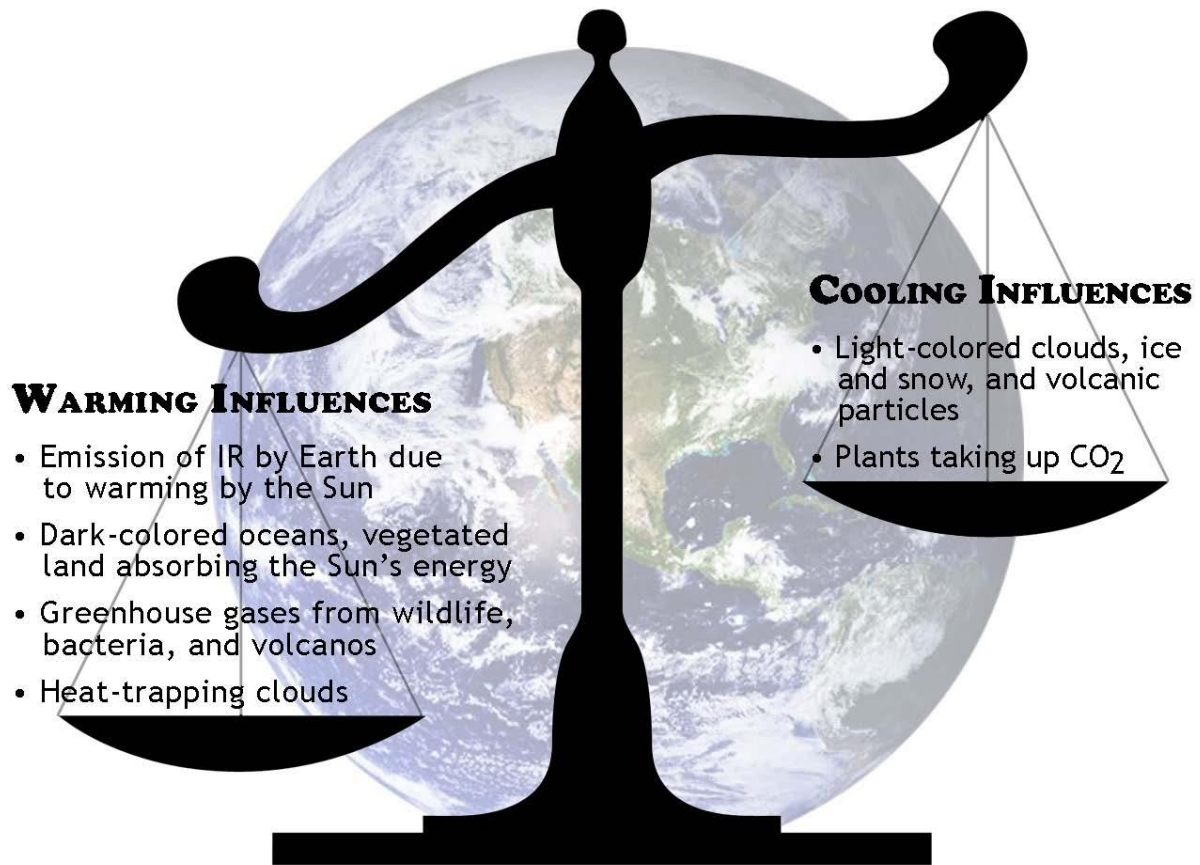 WARMING INFLUENCES
• Emission of IR by Earth due
to warming by the Sun
• Dark-colored oceans, vegetated
land absorbing the Sun's energy
• Greenhouse gases from wildlife,
bacteria, and volcanos
• Heat-trapping clouds
COOLING INFLUENCES
• Light-colored clouds, ice
and snow, and volcanic
particles
• Plants taking up CO₂